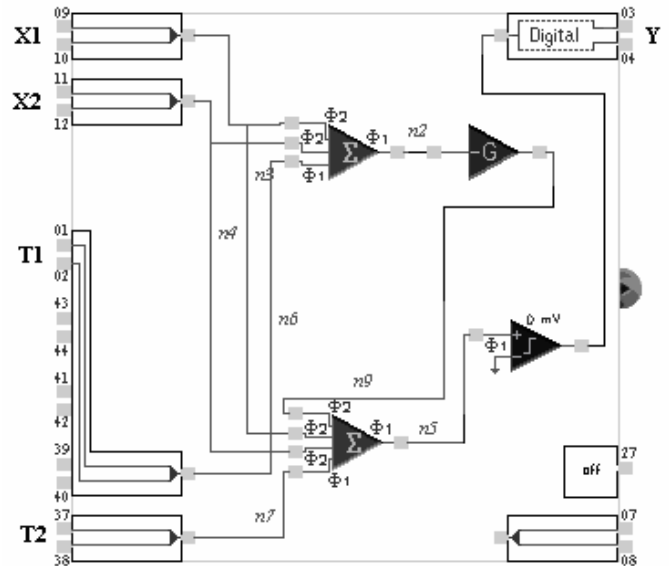 09 03
X1 Digital Y
10 04
11
X2 Φ2 Φ1 n2
12 Φ2 Σ -G
n3 Φ1
n4
01
T1
02
43
n6 0 mV
44 + Φ1 -
41 n9
42 Φ2 Φ1 n5
39 Φ2 Σ 27
Φ2 off
40 Φ1
37 n7 07
T2
38 08